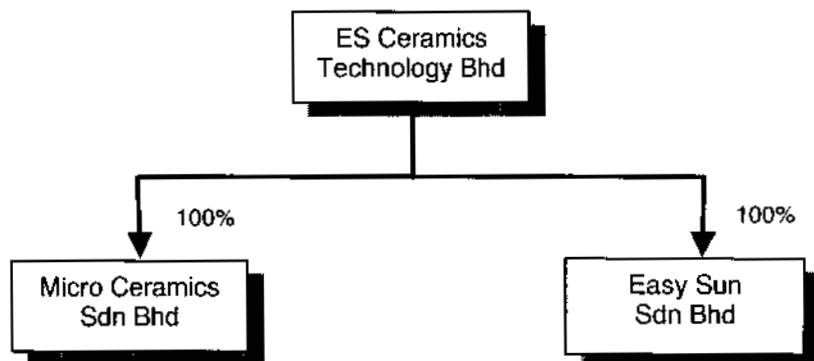 ES Ceramics
Technology Bhd
100%
100%
Micro Ceramics
Sdn Bhd
Easy Sun
Sdn Bhd